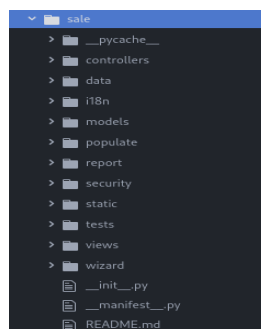 sale
__pycache__
controllers
data
i18n
models
populate
report
security
static
tests
views
wizard
__init__.py
__manifest__.py
README.md